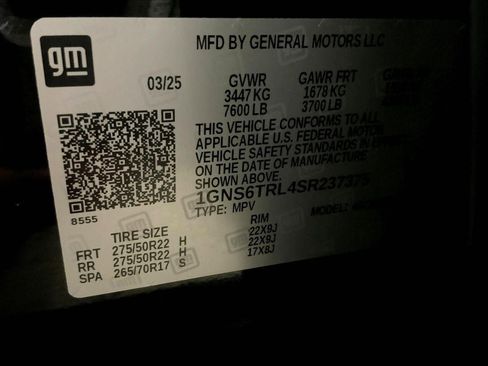 gm
MFD BY GENERAL MOTORS LLC
03/25 GVWR GAWR FRT
3447 KG 1678 KG
7600 LB 3700 LB
THIS VEHICLE CONFORMS TO ALL
APPLICABLE U.S. FEDERAL MOTOR
VEHICLE SAFETY STANDARDS IN EFFECT
ON THE DATE OF MANUFACTURE
SHOWN ABOVE.
1GNS6TRL4SR237375
TYPE: MPV MODEL:
8555
TIRE SIZE RIM
FRT 275/50R22 H 22X9J
RR 275/50R22 H 22X9J
SPA 265/70R17 S 17X8J